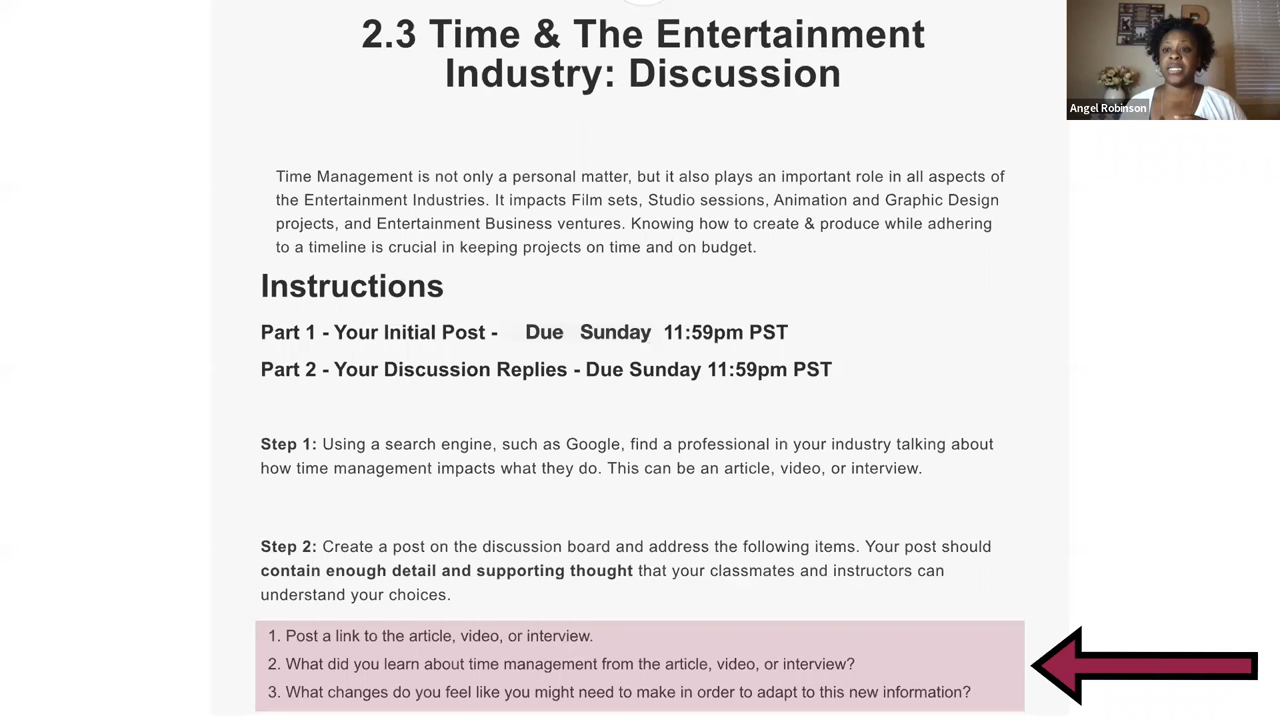 2.3 Time & The Entertainment
Industry: Discussion
Angel Robinson
Time Management is not only a personal matter, but it also plays an important role in all aspects of
the Entertainment Industries. It impacts Film sets, Studio sessions, Animation and Graphic Design
projects, and Entertainment Business ventures. Knowing how to create & produce while adhering
to a timeline is crucial in keeping projects on time and on budget.
Instructions
Part 1 - Your Initial Post - Due Sunday 11:59pm PST
Part 2 - Your Discussion Replies - Due Sunday 11:59pm PST
Step 1: Using a search engine, such as Google, find a professional in your industry talking about
how time management impacts what they do. This can be an article, video, or interview.
Step 2: Create a post on the discussion board and address the following items. Your post should
contain enough detail and supporting thought that your classmates and instructors can
understand your choices.
1. Post a link to the article, video, or interview.
2. What did you learn about time management from the article, video, or interview?
3. What changes do you feel like you might need to make in order to adapt to this new information?